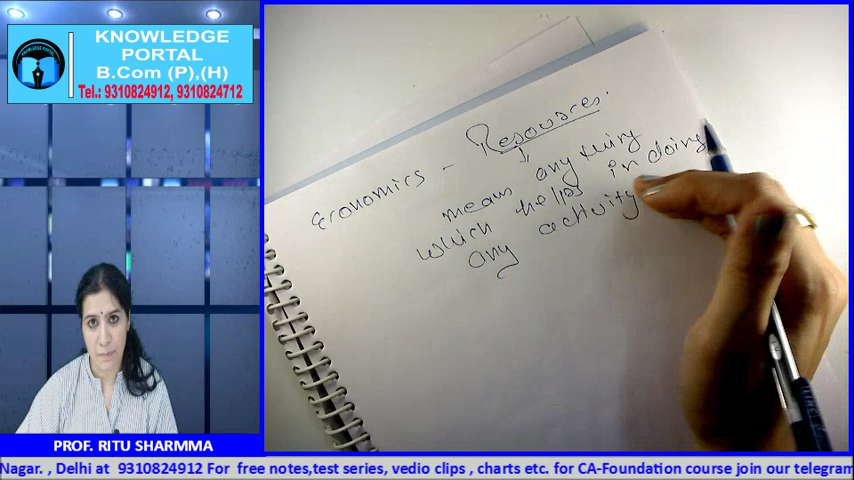 KNOWLEDGE
PORTAL
B.Com (P),(H)
Tel.: 9310824912, 9310824712
Economics - Resources.
means any thing
which helps in doing
any activity
PROF. RITU SHARMMA
Nagar. , Delhi at 9310824912 For free notes,test series, vedio clips , charts etc. for CA-Foundation course join our telegram